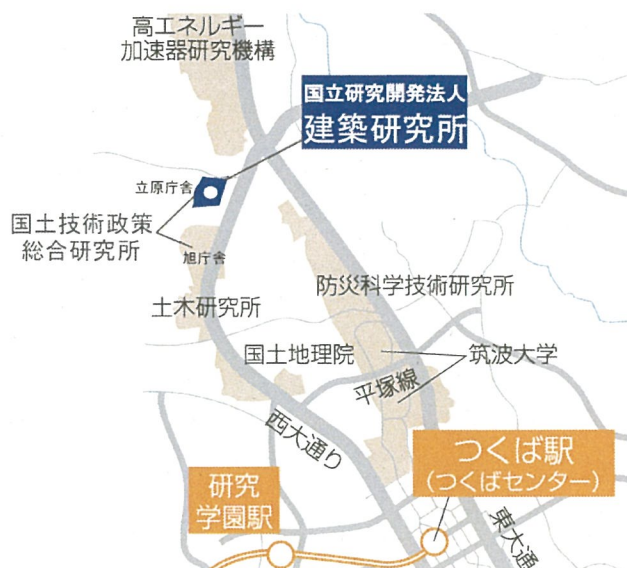 高エネルギー
加速器研究機構
国立研究開発法人
建築研究所
立原庁舎
国土技術政策
総合研究所
旭庁舎
土木研究所
防災科学技術研究所
国土地理院
筑波大学
平塚線
西大通り
つくば駅
(つくばセンター)
研究
学園駅
東大通